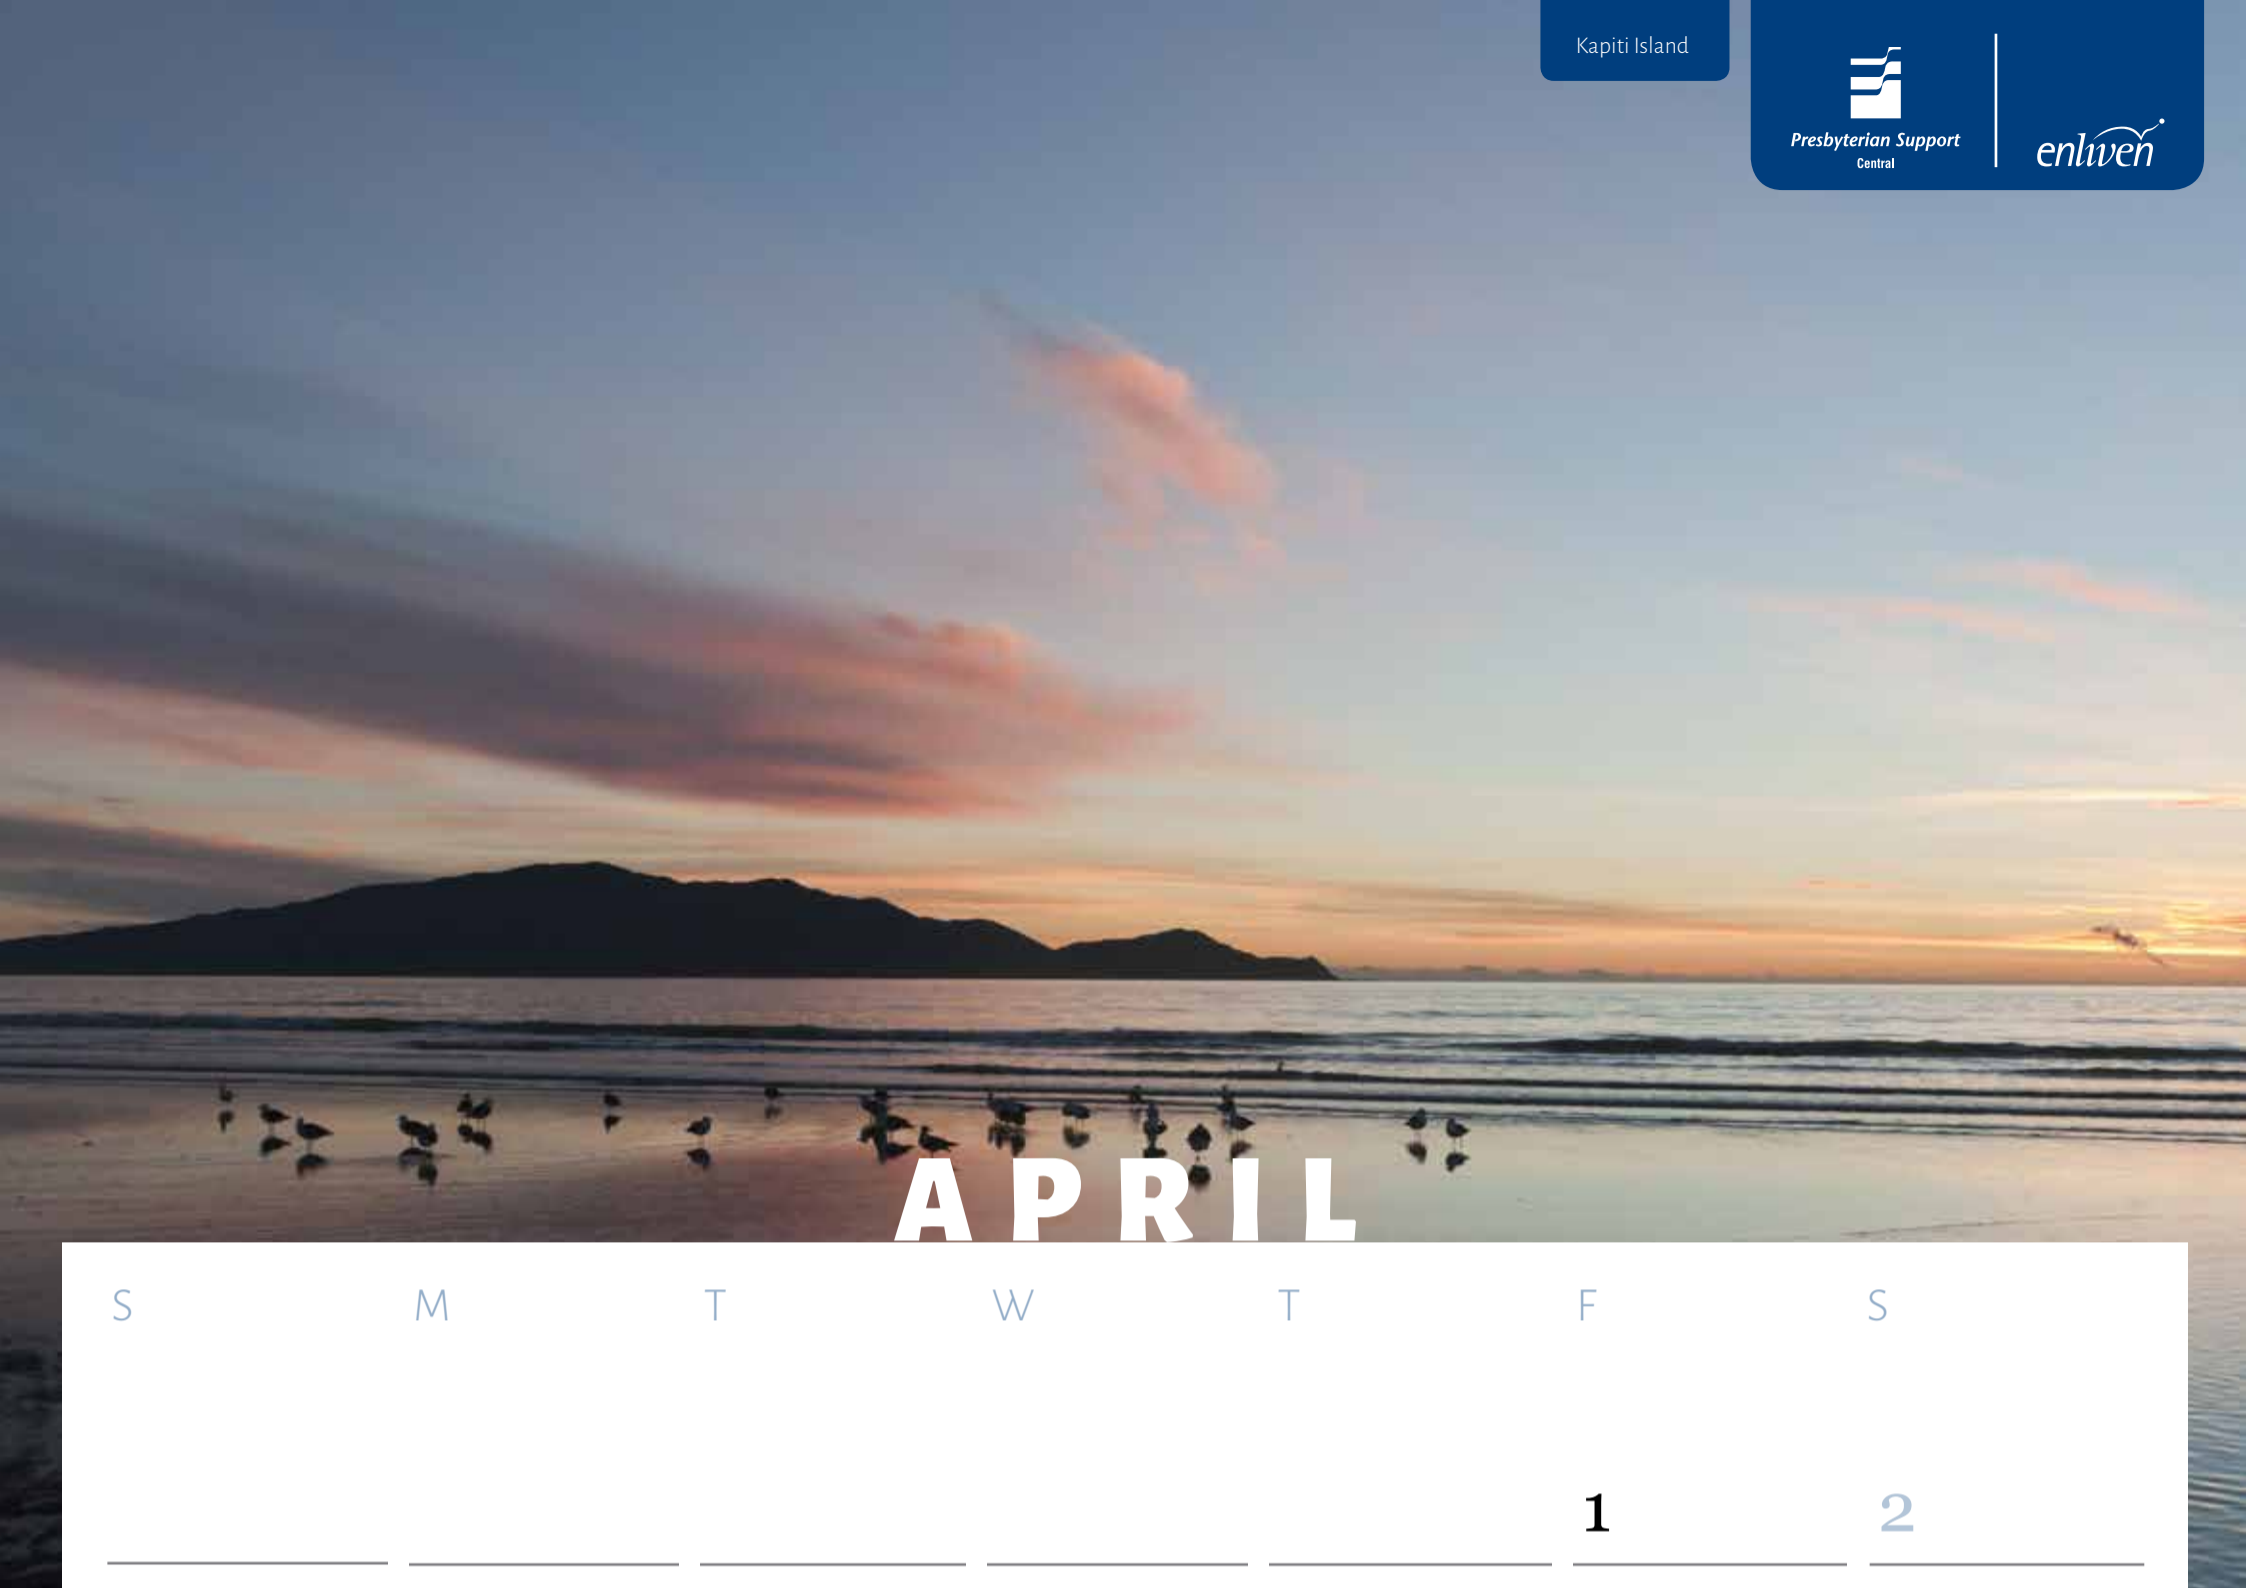 Kapiti Island
Presbyterian Support
Central
enliven
APRIL
S M T W T F S
1 2